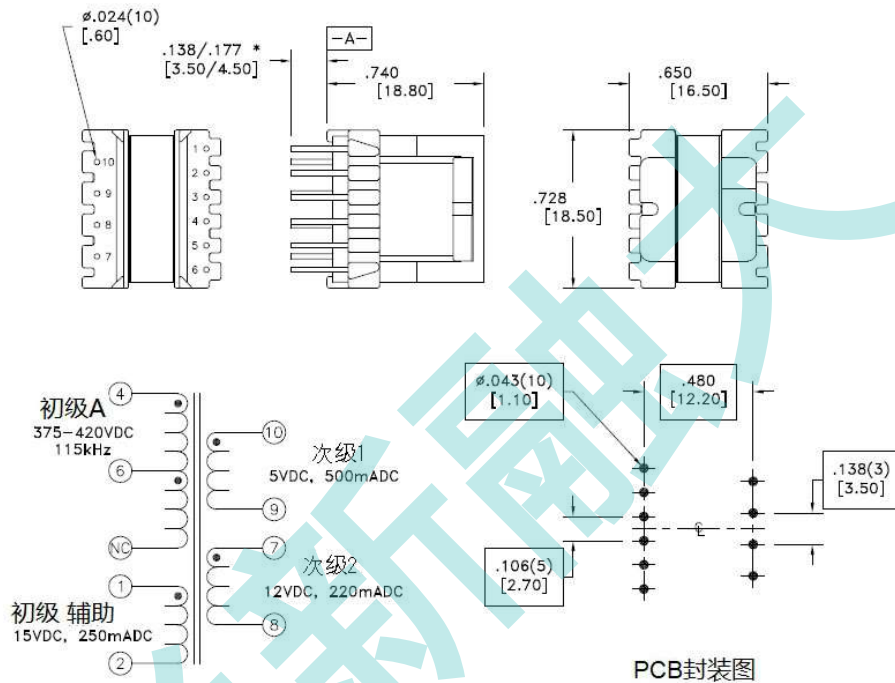 ø.024(10)
[.60]
.138/.177 *
[3.50/4.50]
-A-
.740
[18.80]
.650
[16.50]
.728
[18.50]
10
9
8
7
1
2
3
4
5
6
初级A
375-420VDC
115kHz
4
6
NC
1
初级 辅助
15VDC, 250mADC
2
10
次级1
5VDC, 500mADC
9
7
次级2
12VDC, 220mADC
8
ø.043(10)
[1.10]
.480
[12.20]
.138(3)
[3.50]
.106(5)
[2.70]
℄
PCB封装图
新融大